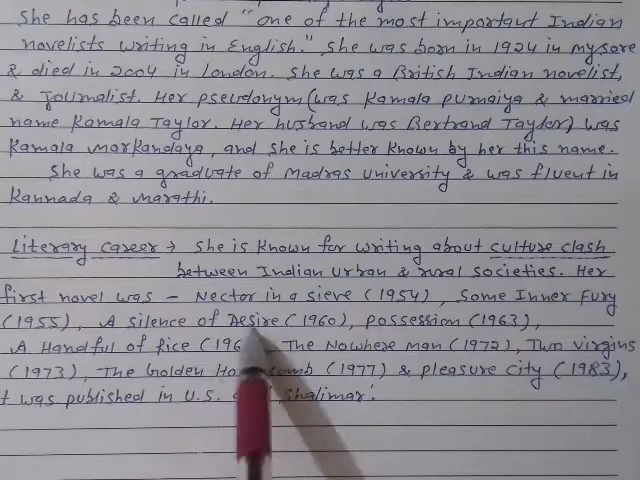 She has been called "one of the most important Indian
novelists writing in English." She was born in 1924 in mysore
& died in 2004 in London. She was a British Indian novelist,
& Journalist. Her pseudonym (was Kamala Purnaiya & married
name Kamala Taylor. Her husband was Bertrand Taylor) was
Kamala Markandaya, and she is better known by her this name.
She was a graduate of Madras University & was fluent in
Kannada & Marathi.
Literary career → She is known for writing about culture clash
between Indian urban & rural societies. Her
first novel was - Nector in a sieve (1954), Some Inner Fury
(1955), A Silence of Desire (1960), Possession (1963),
A Handful of Rice (196 The Nowhere Man (1972), Two Virgins
(1973), The Golden Ho comb (1977) & Pleasure City (1983),
t was published in U.S. 'Shalimar'.